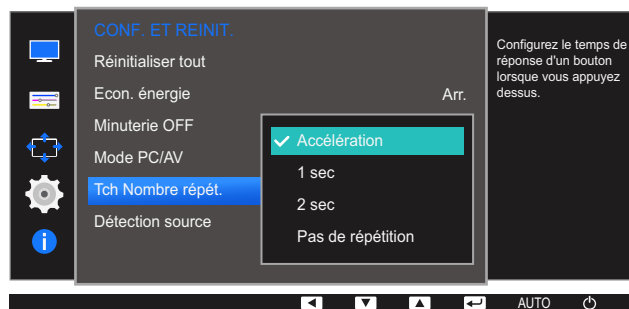 CONF. ET REINIT.
Réinitialiser tout
Econ. énergie Arr.
Minuterie OFF
Mode PC/AV
Tch Nombre répét.
Détection source
Accélération
1 sec
2 sec
Pas de répétition
Configurez le temps de
réponse d'un bouton
lorsque vous appuyez
dessus.
AUTO